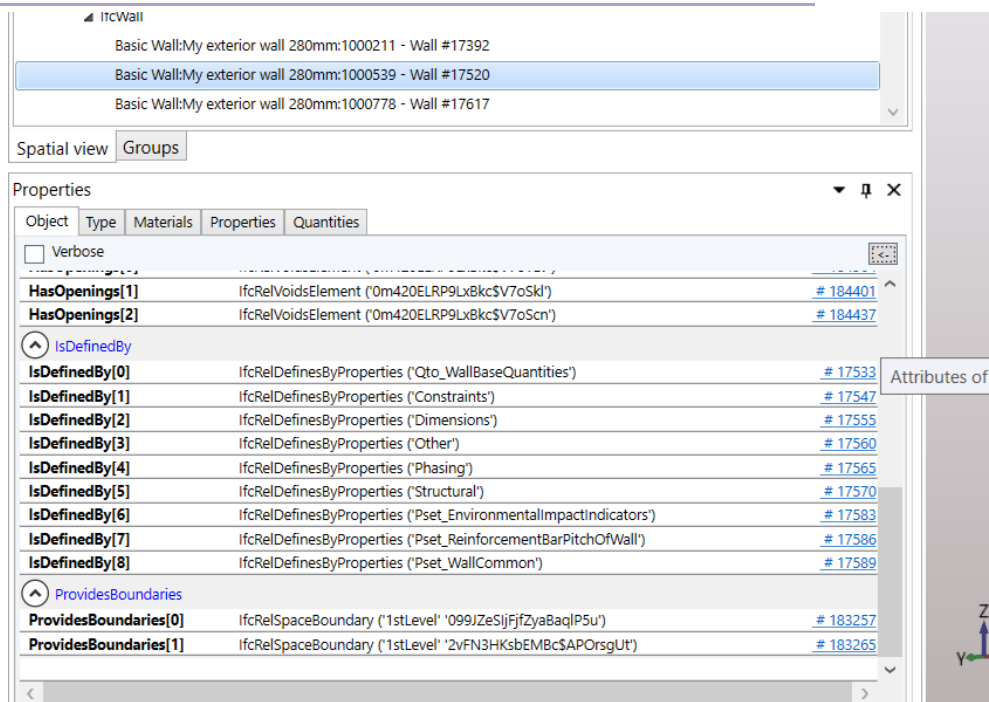 IfcWall
Basic Wall:My exterior wall 280mm:1000211 - Wall #17392
Basic Wall:My exterior wall 280mm:1000539 - Wall #17520
Basic Wall:My exterior wall 280mm:1000778 - Wall #17617
Spatial view Groups
Properties
Object Type Materials Properties Quantities
Verbose <-
HasOpenings[1] IfcRelVoidsElement ('0m420ELRP9LxBkc$V7oSkl') # 184401
HasOpenings[2] IfcRelVoidsElement ('0m420ELRP9LxBkc$V7oScn') # 184437
IsDefinedBy
IsDefinedBy[0] IfcRelDefinesByProperties ('Qto_WallBaseQuantities') # 17533
Attributes of
IsDefinedBy[1] IfcRelDefinesByProperties ('Constraints') # 17547
IsDefinedBy[2] IfcRelDefinesByProperties ('Dimensions') # 17555
IsDefinedBy[3] IfcRelDefinesByProperties ('Other') # 17560
IsDefinedBy[4] IfcRelDefinesByProperties ('Phasing') # 17565
IsDefinedBy[5] IfcRelDefinesByProperties ('Structural') # 17570
IsDefinedBy[6] IfcRelDefinesByProperties ('Pset_EnvironmentalImpactIndicators') # 17583
IsDefinedBy[7] IfcRelDefinesByProperties ('Pset_ReinforcementBarPitchOfWall') # 17586
IsDefinedBy[8] IfcRelDefinesByProperties ('Pset_WallCommon') # 17589
ProvidesBoundaries
ProvidesBoundaries[0] IfcRelSpaceBoundary ('1stLevel' '099JZeSIjFjfZyaBaqlP5u') # 183257
ProvidesBoundaries[1] IfcRelSpaceBoundary ('1stLevel' '2vFN3HKsbEMBc$APOrsgUt') # 183265
Z
Y